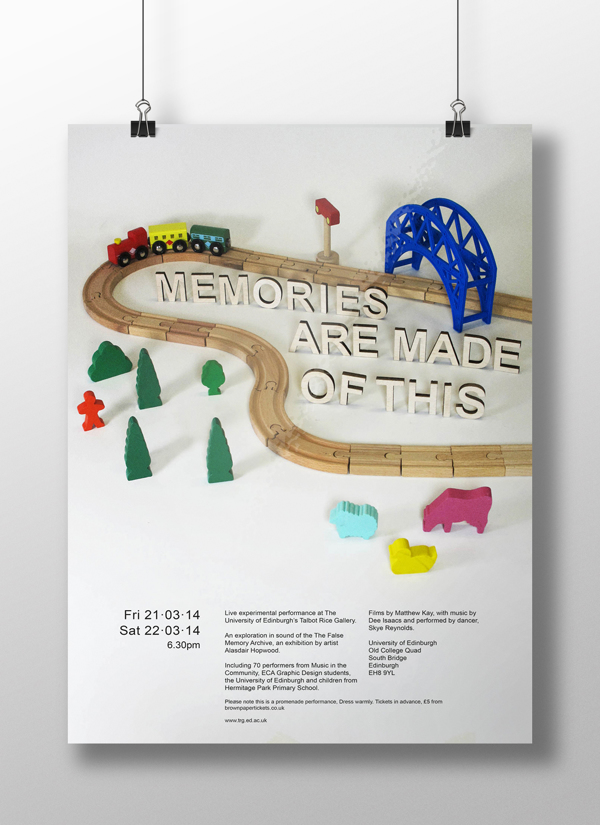 MEMORIES
ARE MADE
OF THIS
Fri 21·03·14
Sat 22·03·14
6.30pm
Live experimental performance at The
University of Edinburgh's Talbot Rice Gallery.
An exploration in sound of the The False
Memory Archive, an exhibition by artist
Alasdair Hopwood.
Including 70 performers from Music in the
Community, ECA Graphic Design students,
the University of Edinburgh and children from
Hermitage Park Primary School.
Please note this is a promenade performance, Dress warmly. Tickets in advance, £5 from
brownpapertickets.co.uk
www.trg.ed.ac.uk
Films by Matthew Kay, with music by
Dee Isaacs and performed by dancer,
Skye Reynolds.
University of Edinburgh
Old College Quad
South Bridge
Edinburgh
EH8 9YL